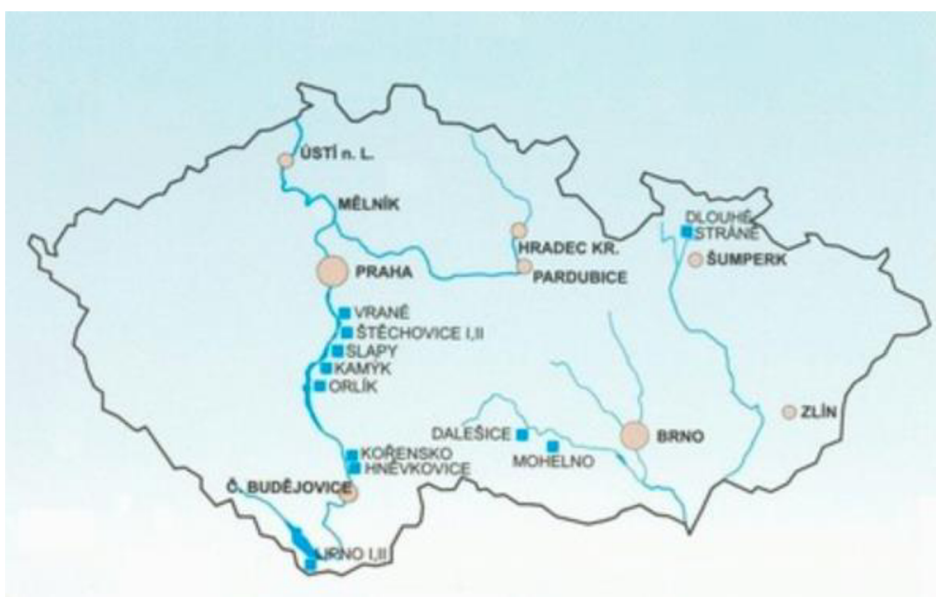 ÚSTÍ n. L.
MĚLNÍK
DLOUHÉ
STRÁNĚ
HRADEC KR.
ŠUMPERK
PRAHA
PARDUBICE
VRANÉ
ŠTĚCHOVICE I,II
SLAPY
KAMÝK
ORLÍK
ZLÍN
DALEŠICE
BRNO
KOŘENSKO
MOHELNO
HNĚVKOVICE
Č. BUDĚJOVICE
LIPNO I,II